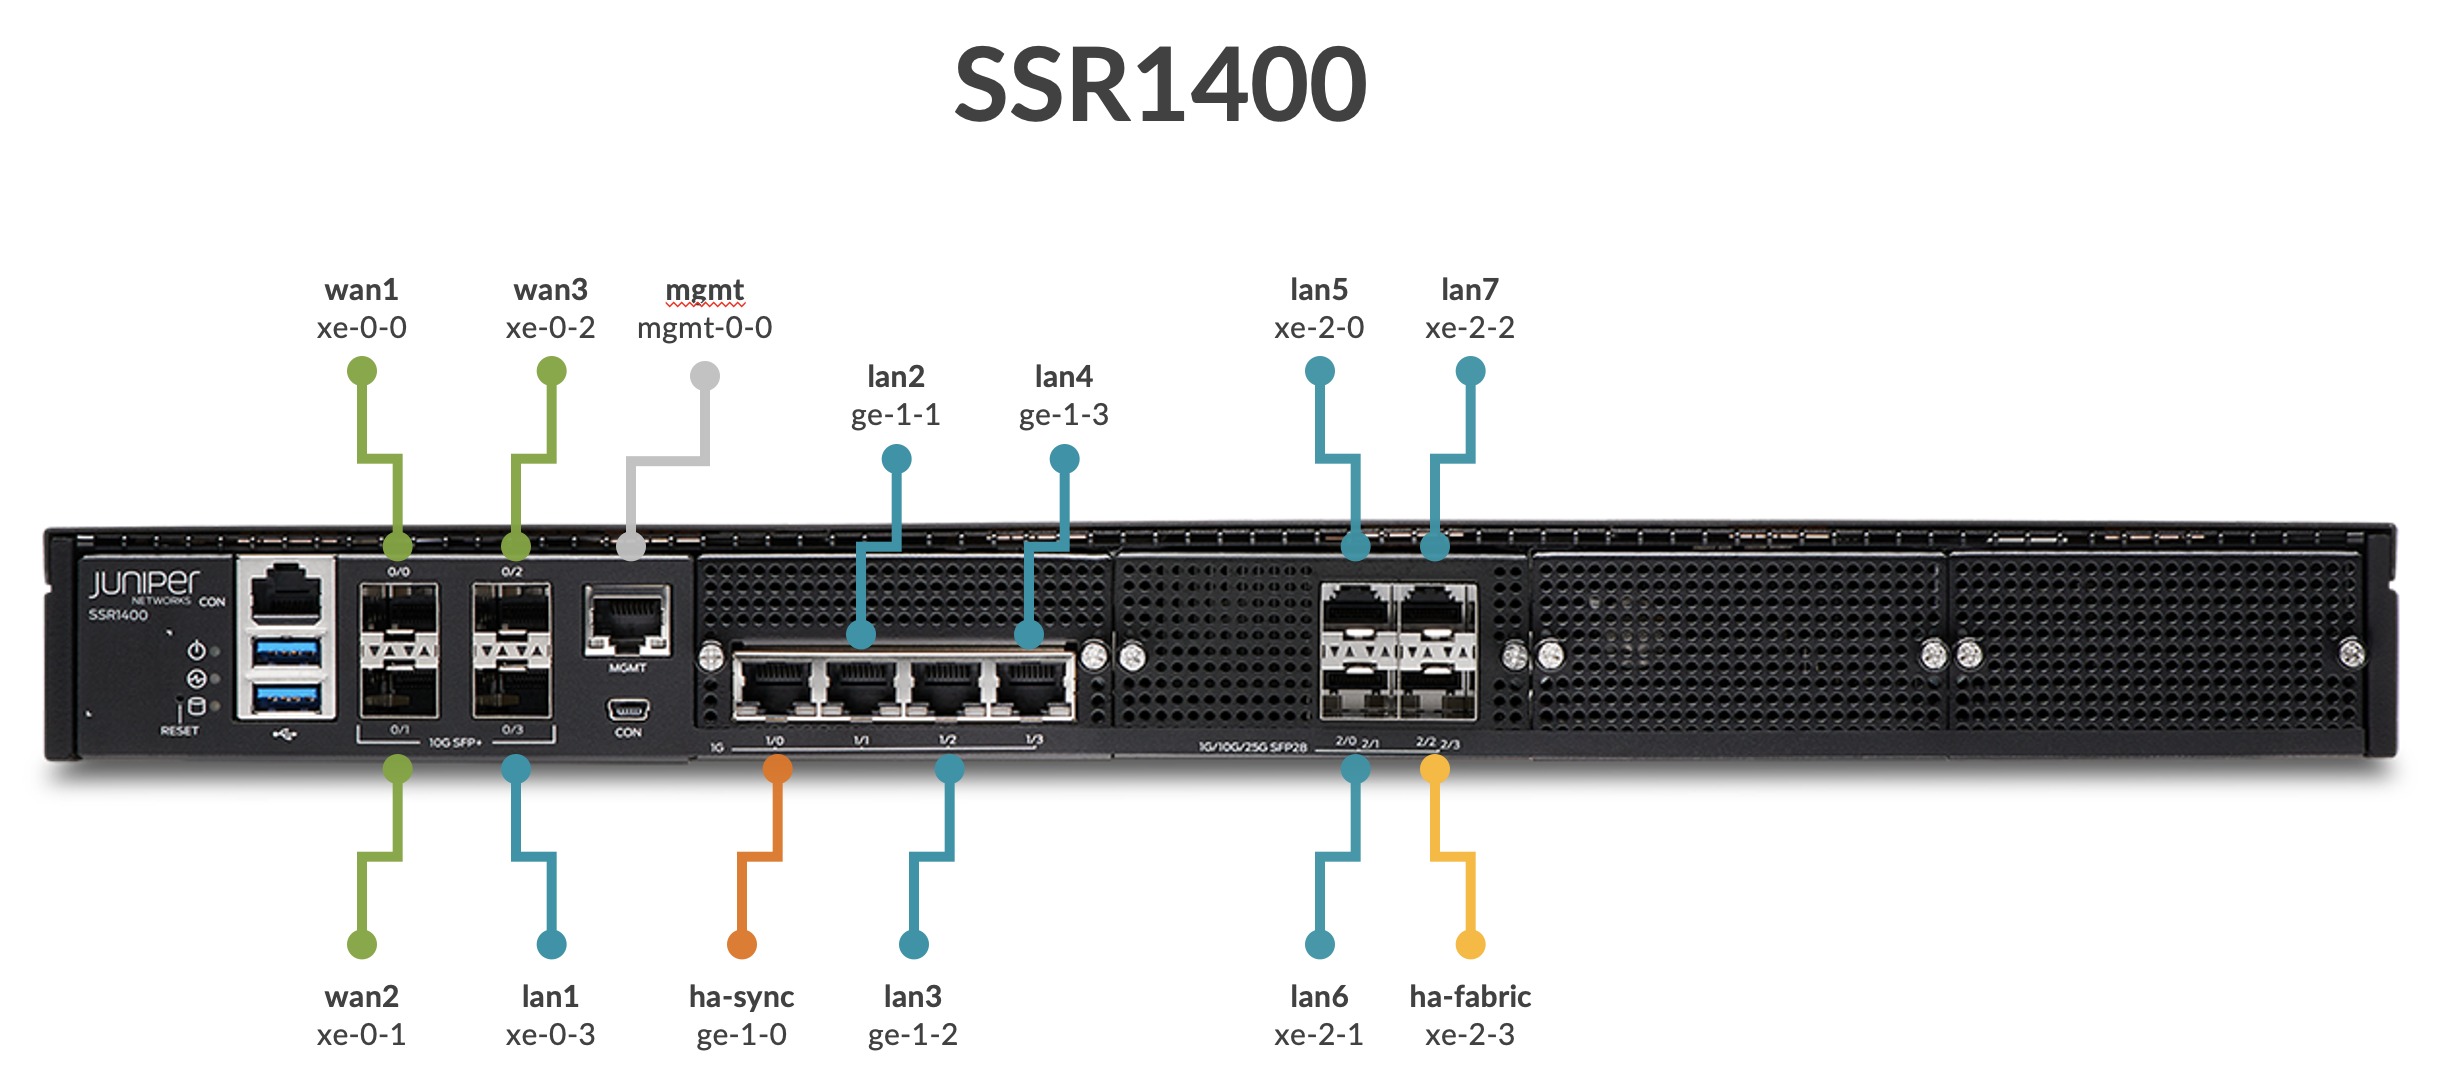 SSR1400
wan1
xe-0-0
wan3
xe-0-2
mgmt
mgmt-0-0
lan5
xe-2-0
lan7
xe-2-2
lan2
ge-1-1
lan4
ge-1-3
JUNIPER
NETWORKS
SSR1400
CON
RESET
0/0
0/2
0/1
0/3
10G SFP+
MGMT
CON
1G
1/0
1/1
1/2
1/3
1G/10G/25G SFP28
2/0 2/1
2/2 2/3
wan2
xe-0-1
lan1
xe-0-3
ha-sync
ge-1-0
lan3
ge-1-2
lan6
xe-2-1
ha-fabric
xe-2-3